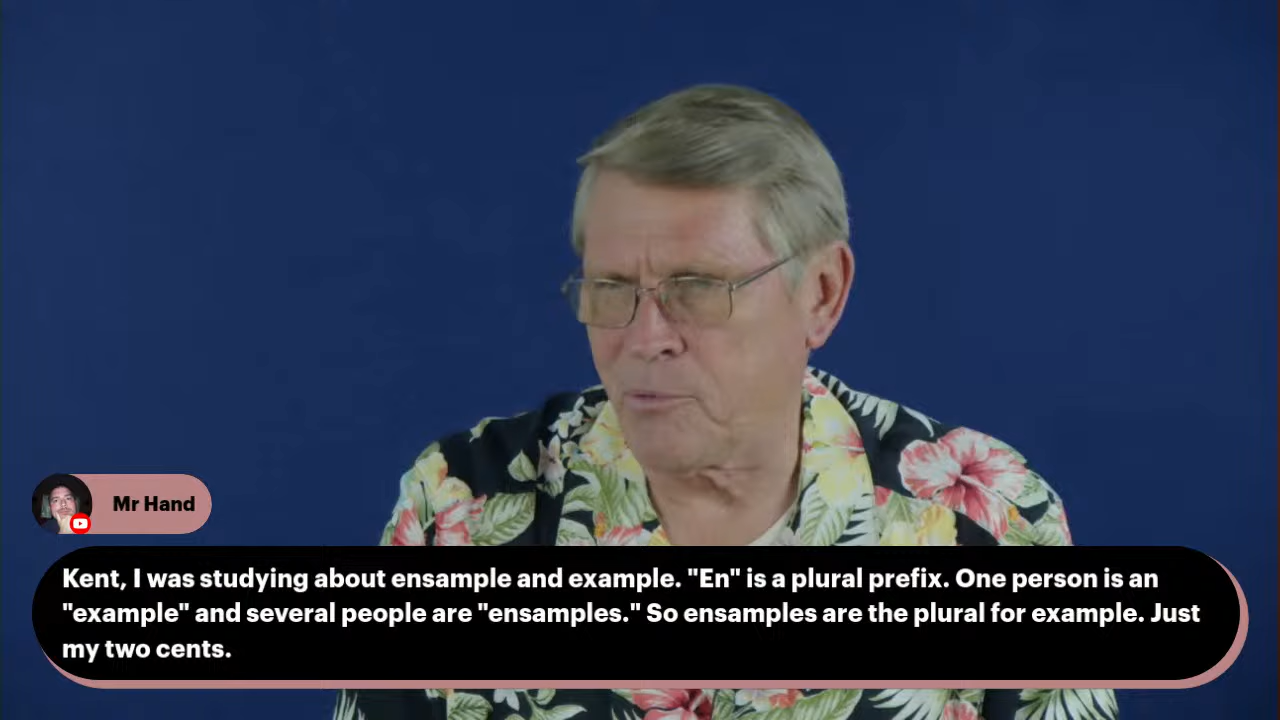 Mr Hand
Kent, I was studying about ensample and example. "En" is a plural prefix. One person is an
"example" and several people are "ensamples." So ensamples are the plural for example. Just
my two cents.